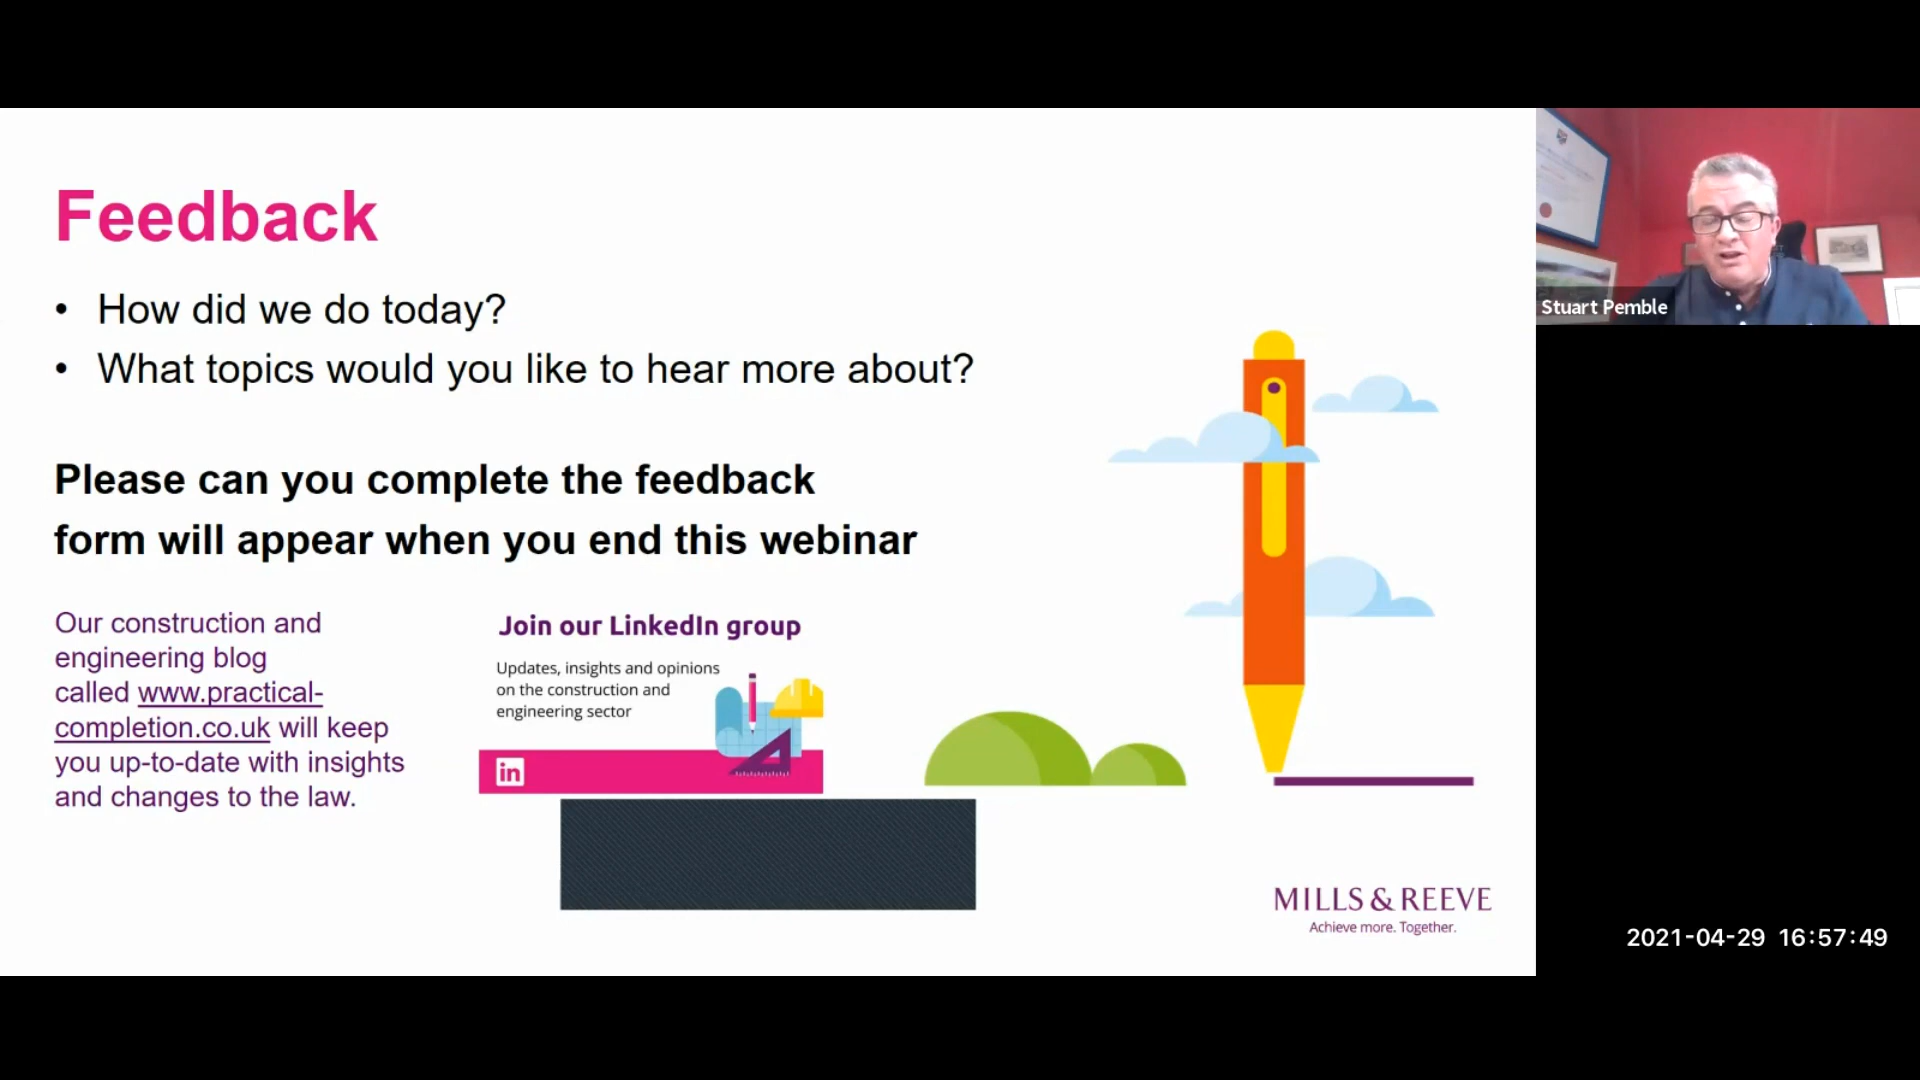 Feedback
• How did we do today?
• What topics would you like to hear more about?
Please can you complete the feedback
form will appear when you end this webinar
Our construction and
engineering blog
called www.practical-
completion.co.uk will keep
you up-to-date with insights
and changes to the law.
Join our LinkedIn group
Updates, insights and opinions
on the construction and
engineering sector
in
MILLS & REEVE
Achieve more. Together.
Stuart Pemble
2021-04-29 16:57:49